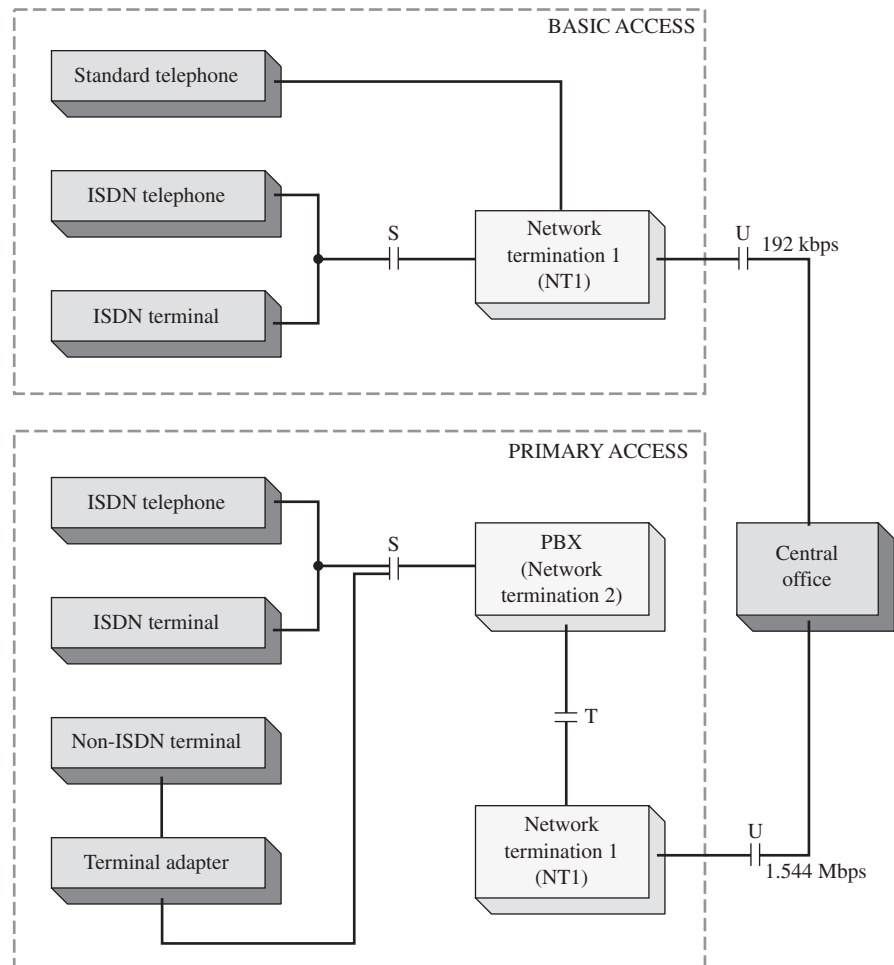 BASIC ACCESS
Standard telephone
ISDN telephone
S
Network
termination 1
(NT1)
U
192 kbps
ISDN terminal
PRIMARY ACCESS
ISDN telephone
S
PBX
(Network
termination 2)
Central
office
ISDN terminal
T
Non-ISDN terminal
Terminal adapter
Network
termination 1
(NT1)
U
1.544 Mbps